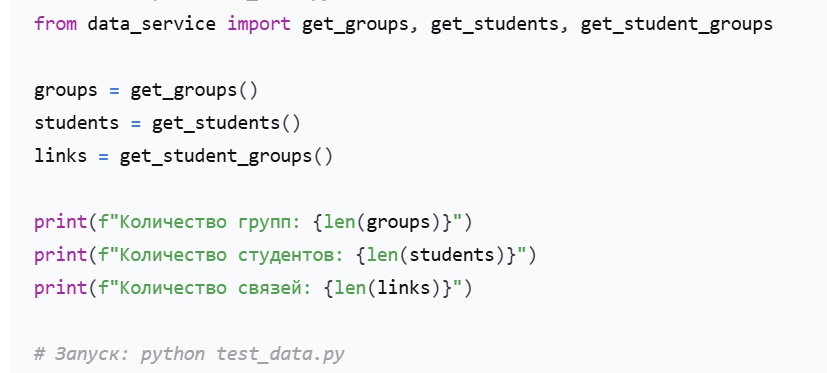 from data_service import get_groups, get_students, get_student_groups
groups = get_groups()
students = get_students()
links = get_student_groups()
print(f"Количество групп: {len(groups)}")
print(f"Количество студентов: {len(students)}")
print(f"Количество связей: {len(links)}")
# Запуск: python test_data.py